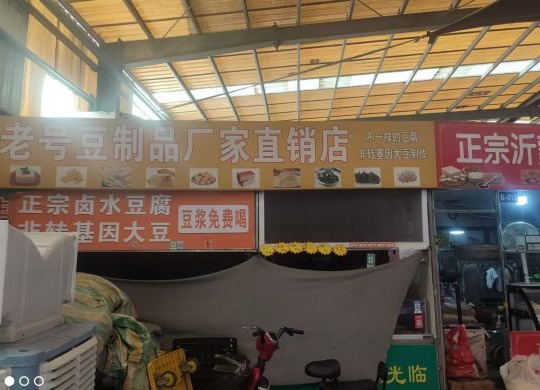 老号豆制品厂家直销店
不一样的豆腐
非转基因大豆制作
正宗沂
正宗卤水豆腐
非转基因大豆
豆浆免费喝
光临